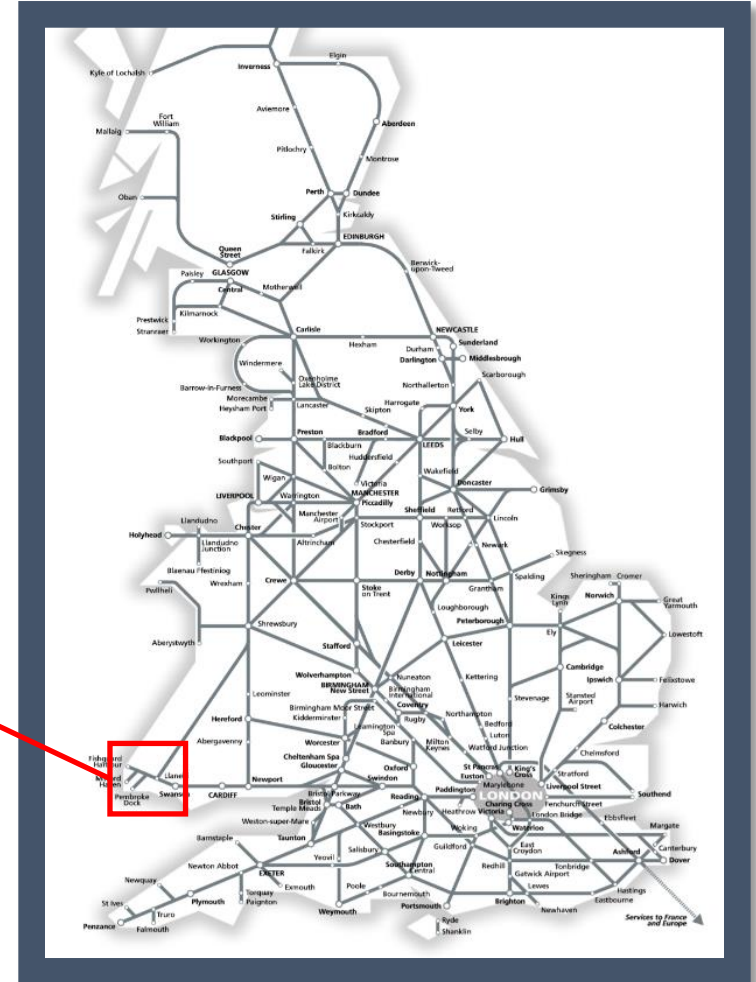 Elgin
Inverness
Kyle of Lochalsh
Aviemore
Fort
William
Mallaig
Aberdeen
Pitlochry
Montrose
Oban
Perth
Dundee
Stirling
Kirkcaldy
EDINBURGH
Queen
Street
Falkirk
Berwick-
upon-Tweed
Paisley
GLASGOW
Central
Motherwell
Prestwick
Kilmarnock
Stranraer
Carlisle
NEWCASTLE
Workington
Hexham
Sunderland
Durham
Darlington
Middlesbrough
Windermere
Scarborough
Oxenholme
Lake District
Northallerton
Barrow-in-Furness
Morecambe
Heysham Port
Lancaster
Harrogate
York
Skipton
Blackpool
Preston
Bradford
LEEDS
Selby
Hull
Blackburn
Huddersfield
Southport
Bolton
Wakefield
Wigan
Victoria
Doncaster
MANCHESTER
Piccadilly
Grimsby
LIVERPOOL
Warrington
Manchester
Airport
Sheffield
Retford
Lincoln
Llandudno
Stockport
Worksop
Holyhead
Chester
Llandudno
Junction
Altrincham
Chesterfield
Newark
Skegness
Blaenau Ffestiniog
Derby
Nottingham
Pwllheli
Wrexham
Crewe
Stoke
on Trent
Grantham
Spalding
Sheringham
Cromer
Kings
Lynn
Norwich
Great
Yarmouth
Loughborough
Peterborough
Shrewsbury
Aberystwyth
Stafford
Leicester
Ely
Lowestoft
Wolverhampton
BIRMINGHAM
New Street
Nuneaton
Kettering
Cambridge
Birmingham
International
Ipswich
Felixstowe
Leominster
Coventry
Stevenage
Stansted
Airport
Birmingham Moor Street
Rugby
Northampton
Harwich
Kidderminster
Hereford
Leamington
Spa
Bedford
Colchester
Worcester
Banbury
Milton
Keynes
Luton
Abergavenny
Watford Junction
Chelmsford
Cheltenham Spa
Gloucester
Oxford
St Pancras
King's
Cross
Fishguard
Harbour
Euston
Stratford
Milford
Haven
Swindon
Marylebone
Liverpool Street
Newport
Paddington
LONDON
Southend
Pembroke
Dock
Swansea
CARDIFF
Bristol Parkway
Reading
Charing Cross
Fenchurch Street
Bristol
Temple Meads
Bath
Newbury
Heathrow
Victoria
London Bridge
Ebbsfleet
Weston-super-Mare
Waterloo
Margate
Westbury
Basingstoke
Woking
Barnstaple
Taunton
Salisbury
Guildford
East
Croydon
Canterbury
Yeovil
Ashford
Dover
Newton Abbot
Southampton
Central
Redhill
Tonbridge
EXETER
Gatwick Airport
Newquay
Exmouth
Poole
Lewes
Hastings
Plymouth
Torquay
Paignton
Bournemouth
Eastbourne
St Ives
Weymouth
Portsmouth
Brighton
Newhaven
Truro
Penzance
Falmouth
Ryde
Shanklin
Services to France
and Europe